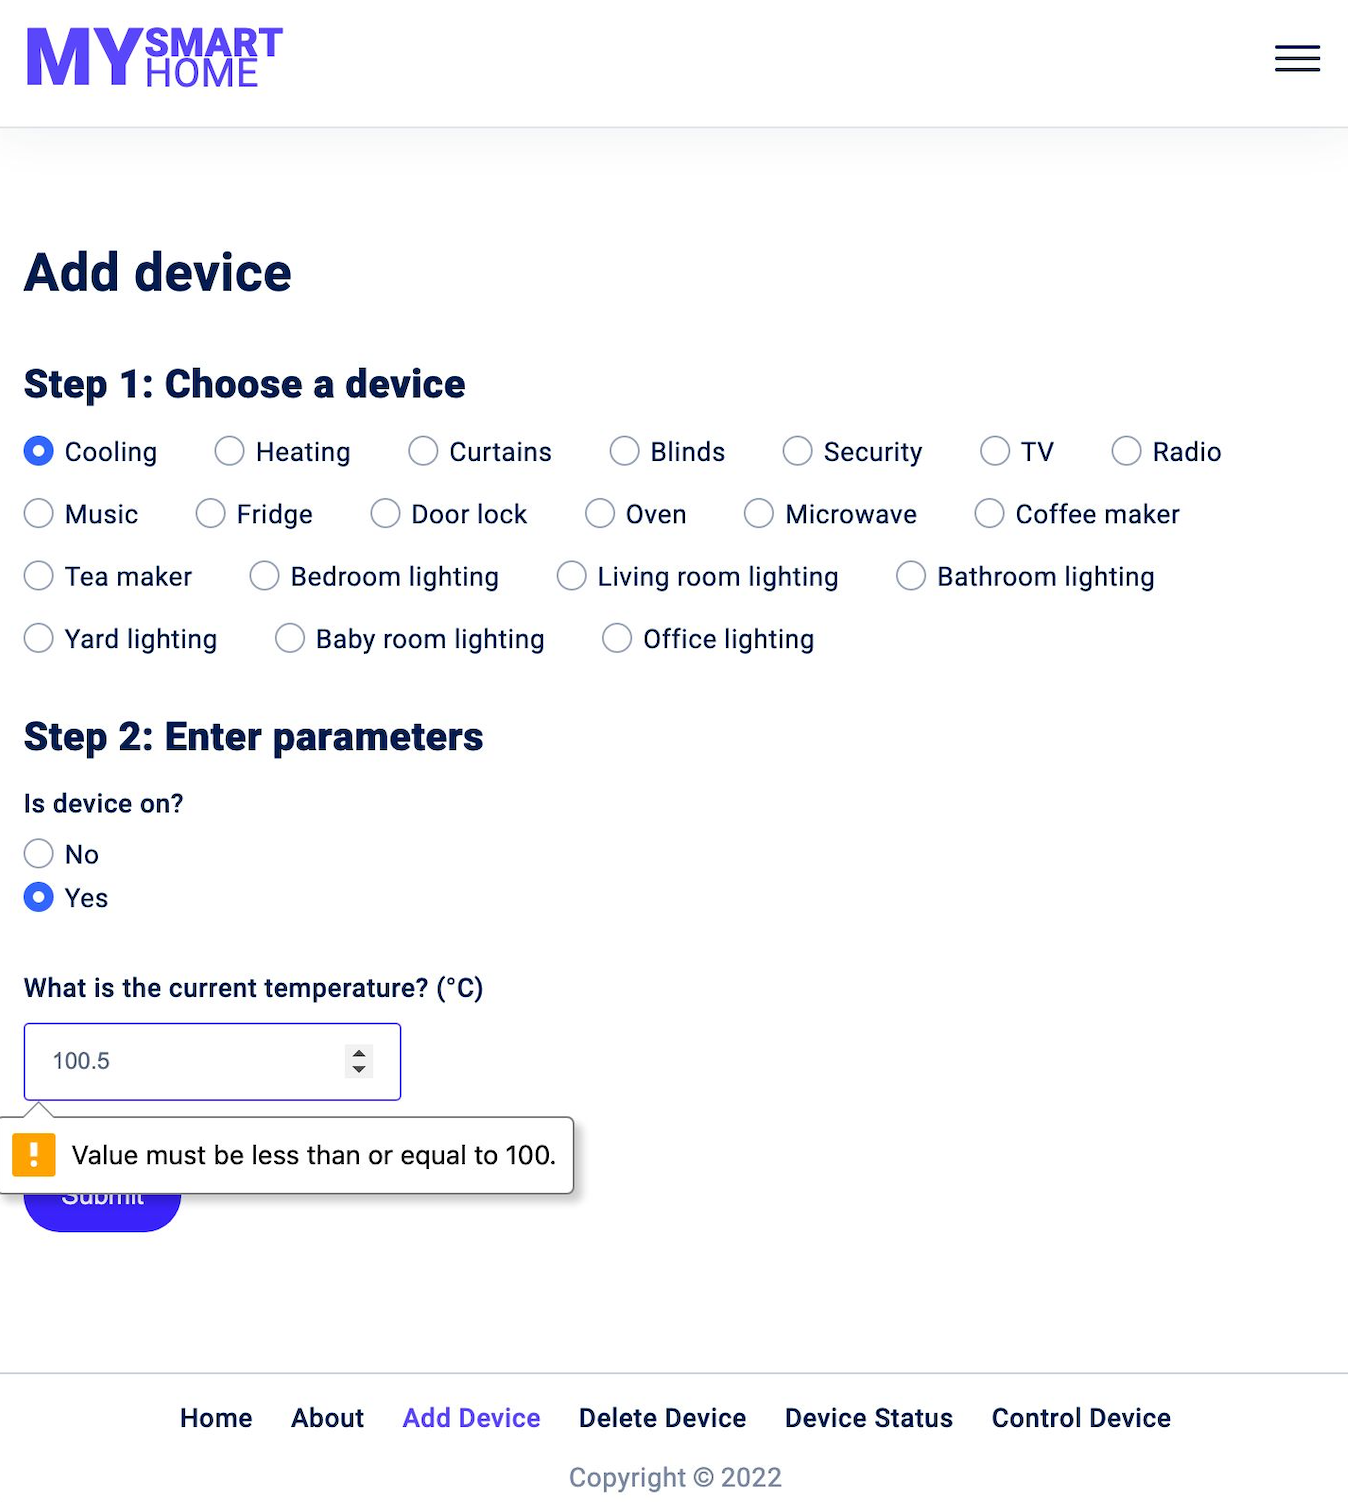 MY SMART
HOME
Add device
Step 1: Choose a device
Cooling Heating Curtains Blinds Security TV Radio
Music Fridge Door lock Oven Microwave Coffee maker
Tea maker Bedroom lighting Living room lighting Bathroom lighting
Yard lighting Baby room lighting Office lighting
Step 2: Enter parameters
Is device on?
No
Yes
What is the current temperature? (°C)
100.5
Value must be less than or equal to 100.
Submit
Home About Add Device Delete Device Device Status Control Device
Copyright © 2022